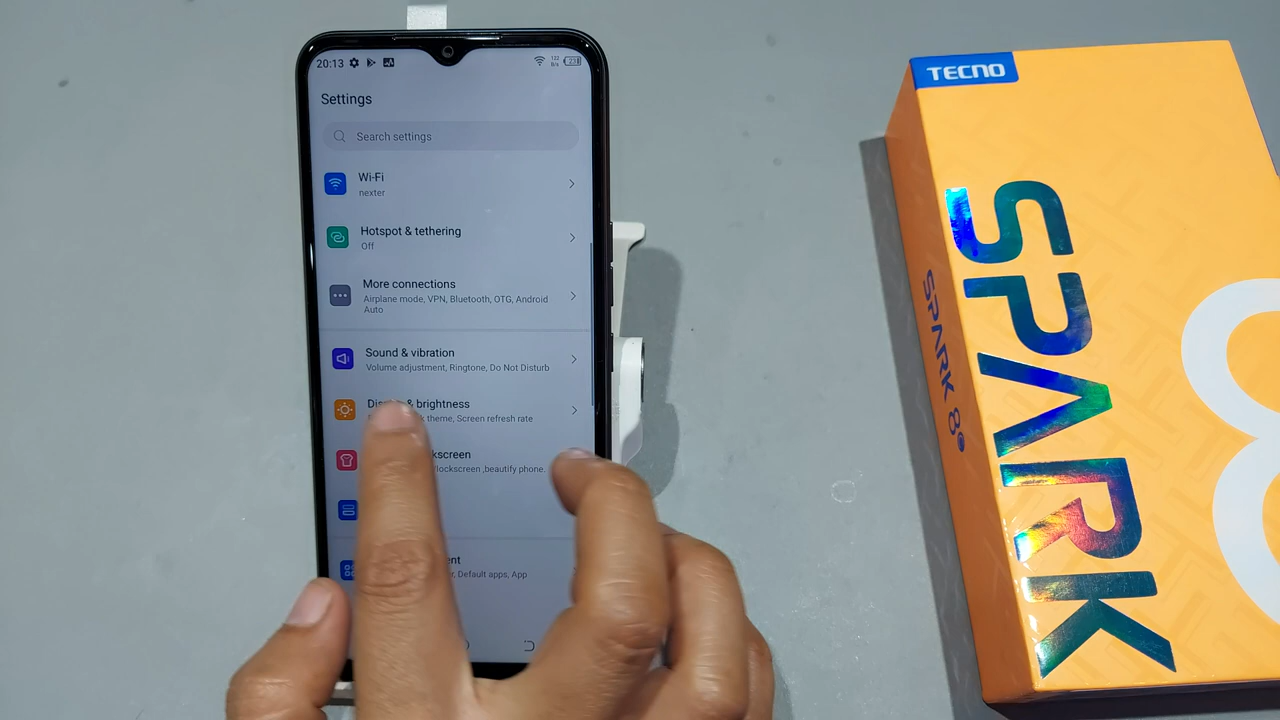 20:13
Settings
Search settings
Wi-Fi
nexter
Hotspot & tethering
Off
More connections
Airplane mode, VPN, Bluetooth, OTG, Android
Auto
Sound & vibration
Volume adjustment, Ringtone, Do Not Disturb
& brightness
theme, Screen refresh rate
/lockscreen ,beautify phone.
Default apps, App
TECNO
SPARK
SPARK 8C
8